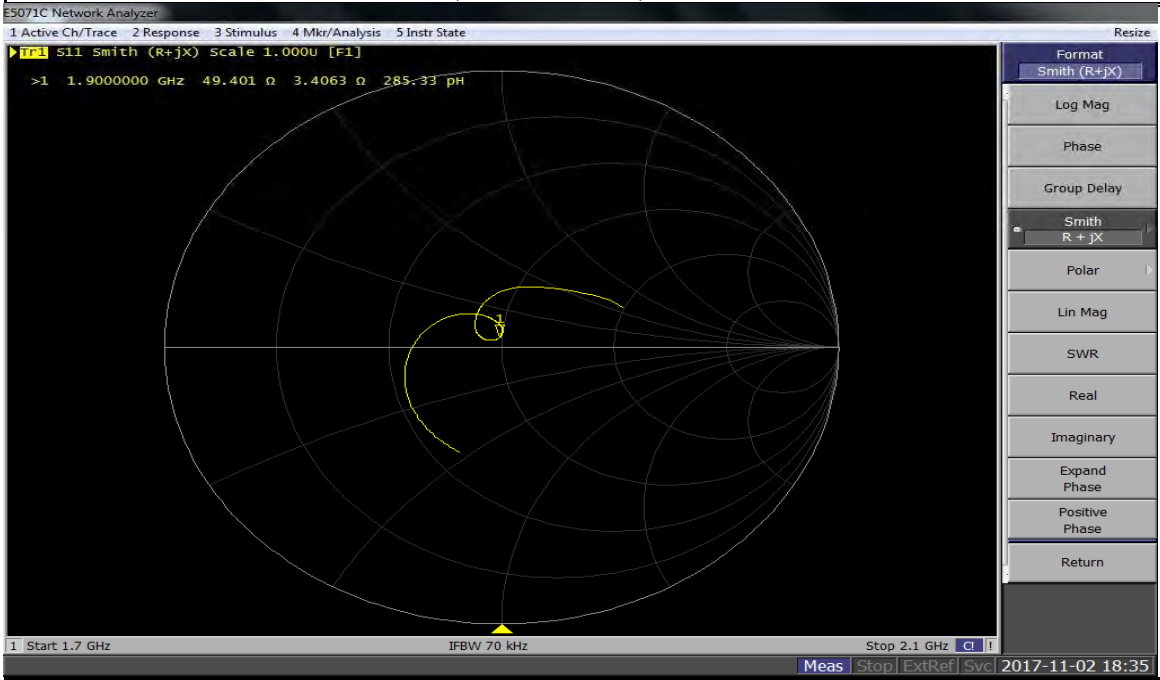 E5071C Network Analyzer
1 Active Ch/Trace 2 Response 3 Stimulus 4 Mkr/Analysis 5 Instr State Resize
Tr1 S11 Smith (R+jX) Scale 1.000U [F1]
>1 1.9000000 GHz 49.401 Ω 3.4063 Ω 285.33 pH
1
Format
Smith (R+jX)
Log Mag
Phase
Group Delay
Smith
R + jX
Polar
Lin Mag
SWR
Real
Imaginary
Expand
Phase
Positive
Phase
Return
1 Start 1.7 GHz IFBW 70 kHz Stop 2.1 GHz C! !
Meas Stop ExtRef Svc 2017-11-02 18:35